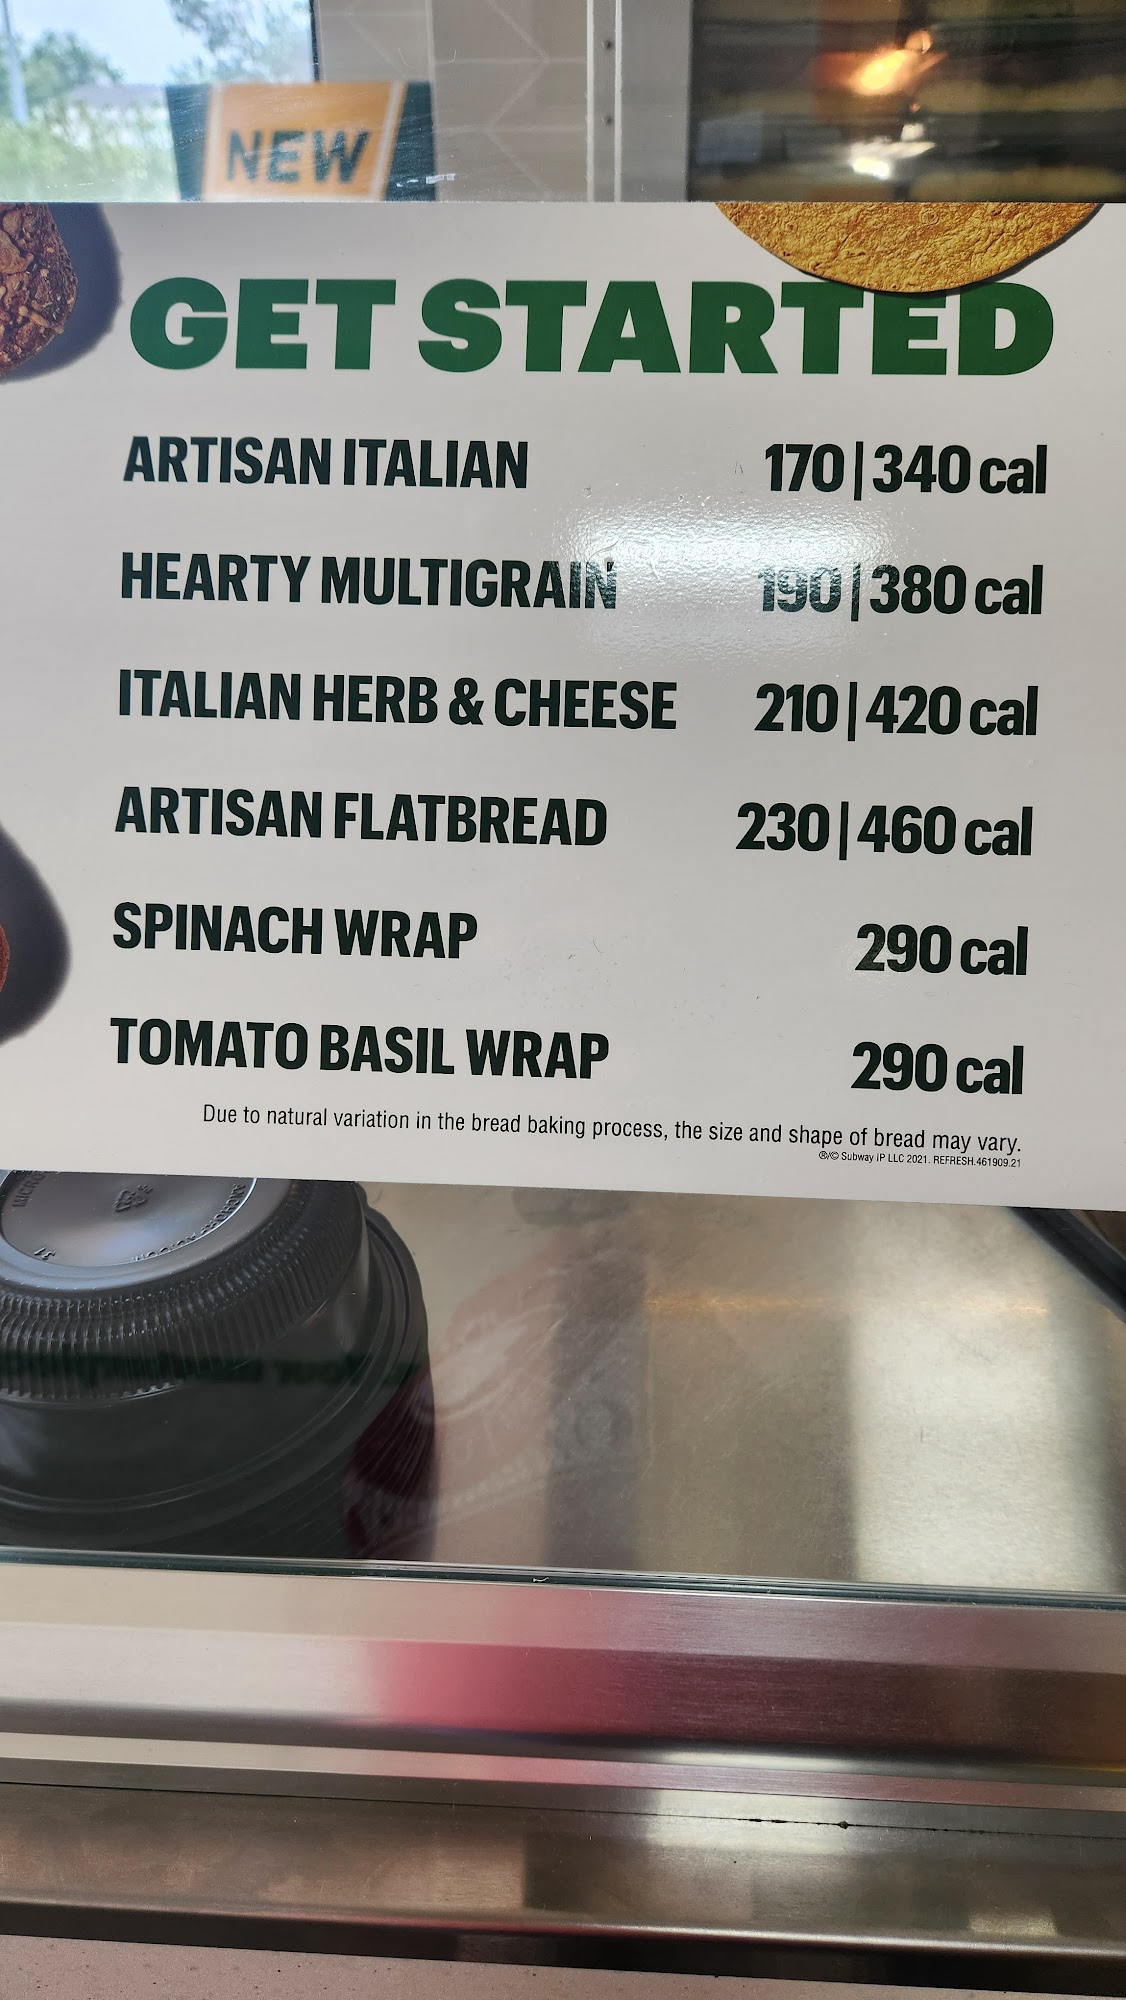 NEW
GET STARTED
ARTISAN ITALIAN 170|340 cal
HEARTY MULTIGRAIN 190|380 cal
ITALIAN HERB & CHEESE 210|420 cal
ARTISAN FLATBREAD 230|460 cal
SPINACH WRAP 290 cal
TOMATO BASIL WRAP 290 cal
Due to natural variation in the bread baking process, the size and shape of bread may vary.
®/© Subway IP LLC 2021. REFRESH.461909.21